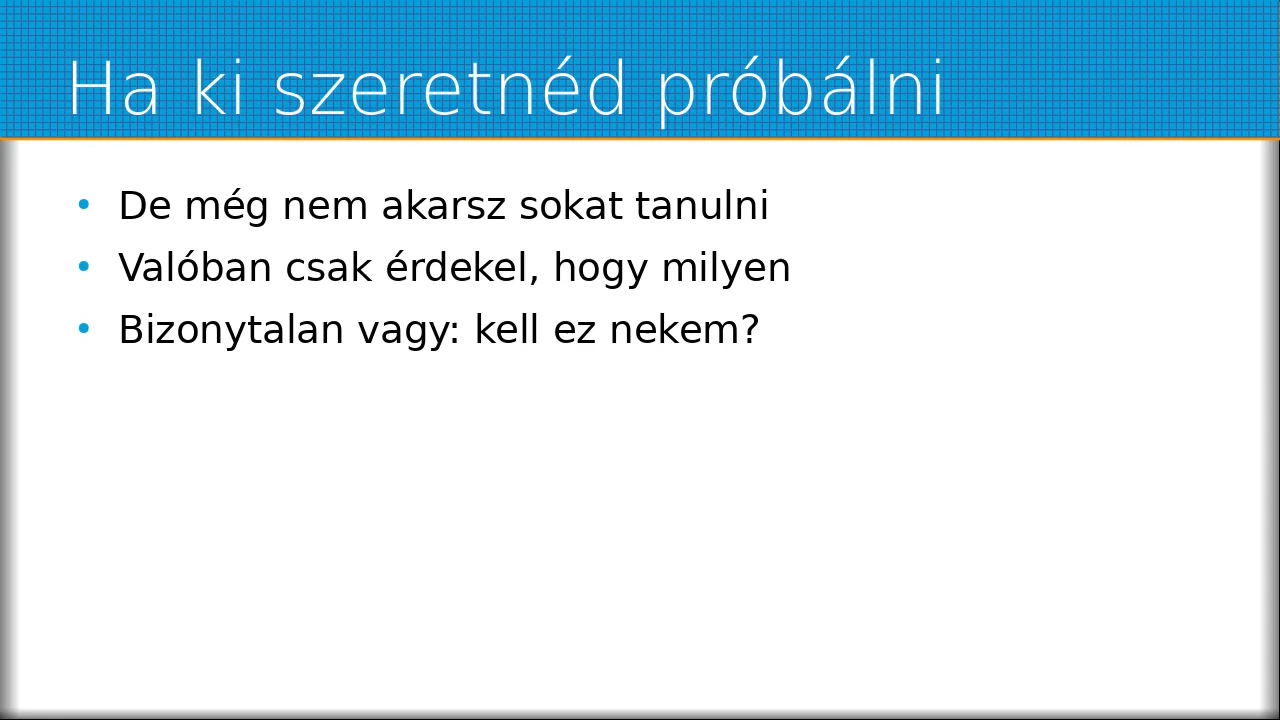 Ha ki szeretnéd próbálni
• De még nem akarsz sokat tanulni
• Valóban csak érdekel, hogy milyen
• Bizonytalan vagy: kell ez nekem?